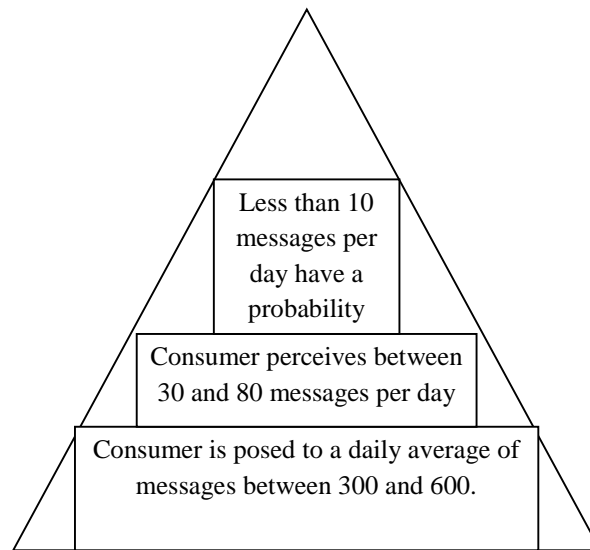 Less than 10
messages per
day have a
probability
Consumer perceives between
30 and 80 messages per day
Consumer is posed to a daily average of
messages between 300 and 600.